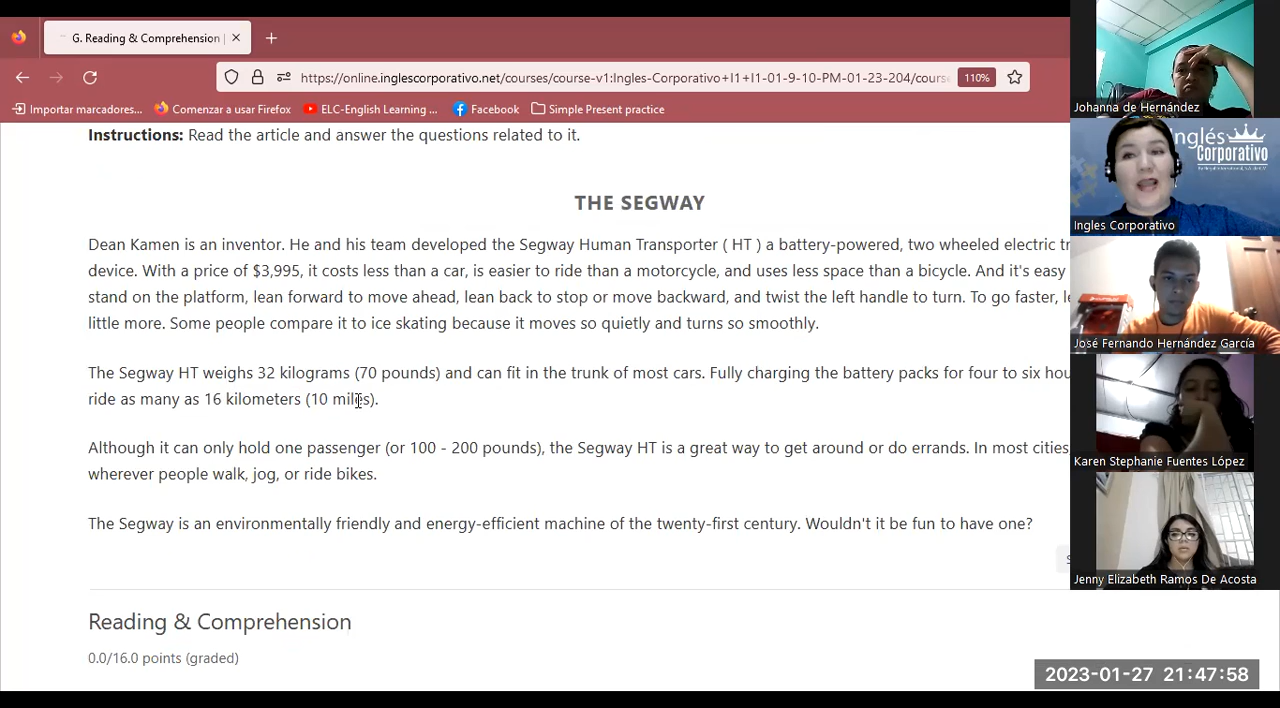 G. Reading & Comprehension |
https://online.inglescorporativo.net/courses/course-v1:Ingles-Corporativo+I1+I1-01-9-10-PM-01-23-204/course
110%
Importar marcadores... Comenzar a usar Firefox ELC-English Learning ... Facebook Simple Present practice
Instructions: Read the article and answer the questions related to it.
THE SEGWAY
Dean Kamen is an inventor. He and his team developed the Segway Human Transporter ( HT ) a battery-powered, two wheeled electric
device. With a price of $3,995, it costs less than a car, is easier to ride than a motorcycle, and uses less space than a bicycle. And it's easy
stand on the platform, lean forward to move ahead, lean back to stop or move backward, and twist the left handle to turn. To go faster,
little more. Some people compare it to ice skating because it moves so quietly and turns so smoothly.
The Segway HT weighs 32 kilograms (70 pounds) and can fit in the trunk of most cars. Fully charging the battery packs for four to six
ride as many as 16 kilometers (10 miles).
Although it can only hold one passenger (or 100 - 200 pounds), the Segway HT is a great way to get around or do errands. In most cities
wherever people walk, jog, or ride bikes.
The Segway is an environmentally friendly and energy-efficient machine of the twenty-first century. Wouldn't it be fun to have one?
Reading & Comprehension
0.0/16.0 points (graded)
Johanna de Hernández
Inglés
Corporativo
Ingles Corporativo
José Fernando Hernández García
Karen Stephanie Fuentes López
Jenny Elizabeth Ramos De Acosta
2023-01-27 21:47:58